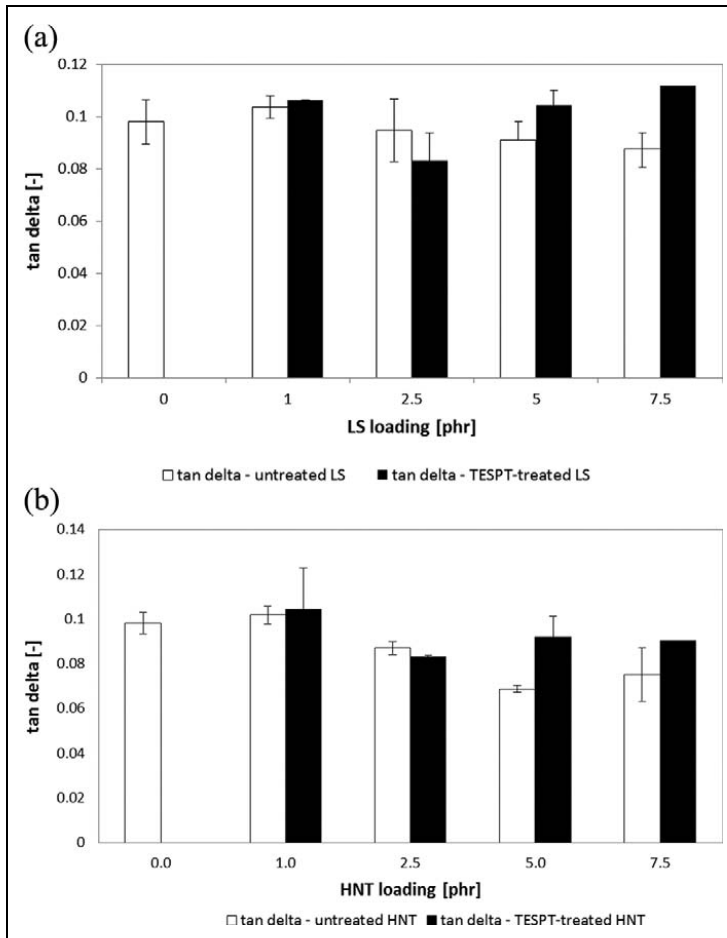 (a)
0.12
0.1
0.08
0.06
0.04
0.02
0
tan delta [-]
0 1 2.5 5 7.5
LS loading [phr]
tan delta - untreated LS tan delta - TESPT-treated LS
(b)
0.14
0.12
0.1
0.08
0.06
0.04
0.02
0
tan delta [-]
0.0 1.0 2.5 5.0 7.5
HNT loading [phr]
tan delta - untreated HNT tan delta - TESPT-treated HNT